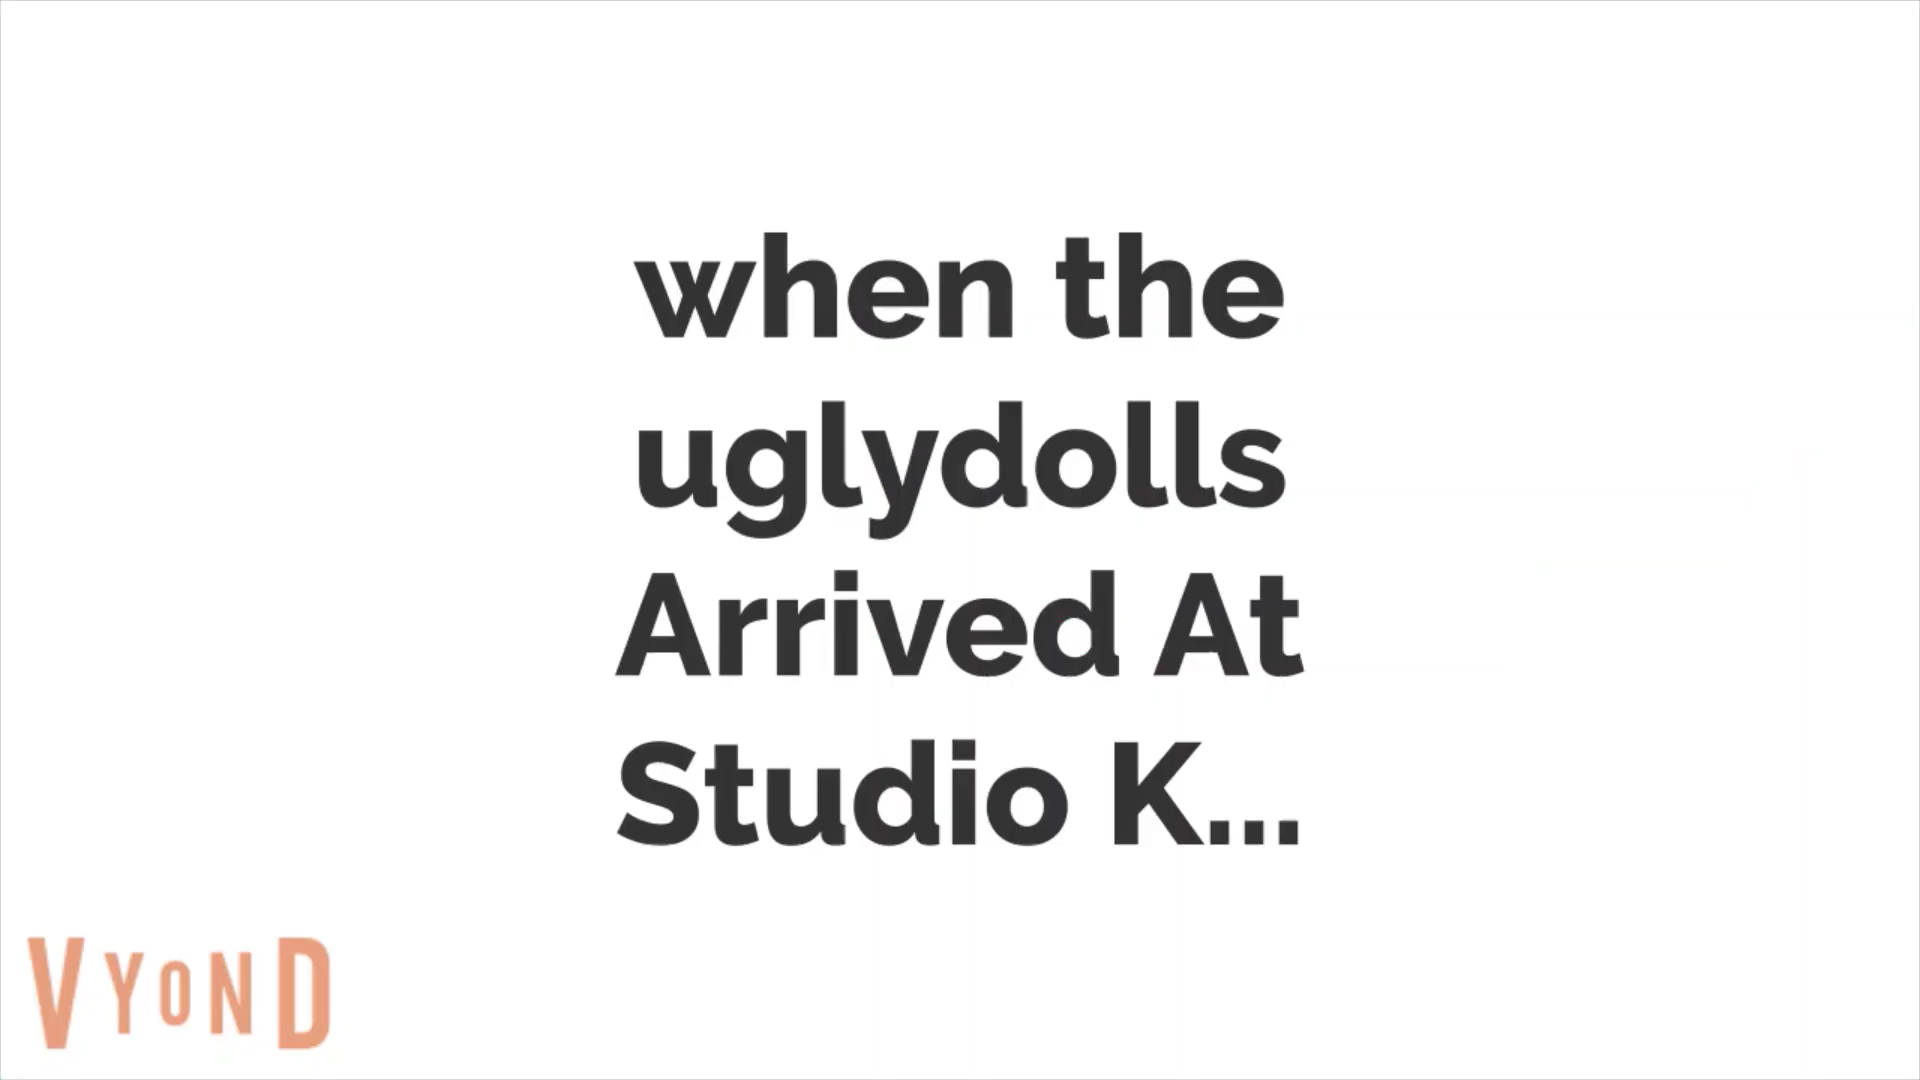 when the
uglydolls
Arrived At
Studio K...
VYOND